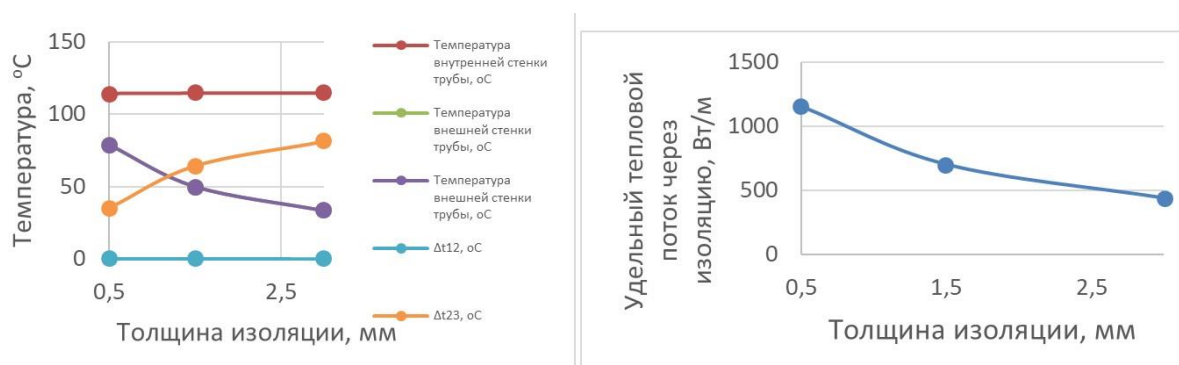 150
100
50
0
Температура, ⁰С
0,5
2,5
Толщина изоляции, мм
Температура
внутренней стенки
трубы, оС
Температура
внешней стенки
трубы, оС
Температура
внешней стенки
трубы, оС
Δt12, оС
Δt23, оС
Удельный тепловой
поток через
изоляцию, Вт/м
1500
1000
500
0
0,5
1,5
2,5
Толщина изоляции, мм